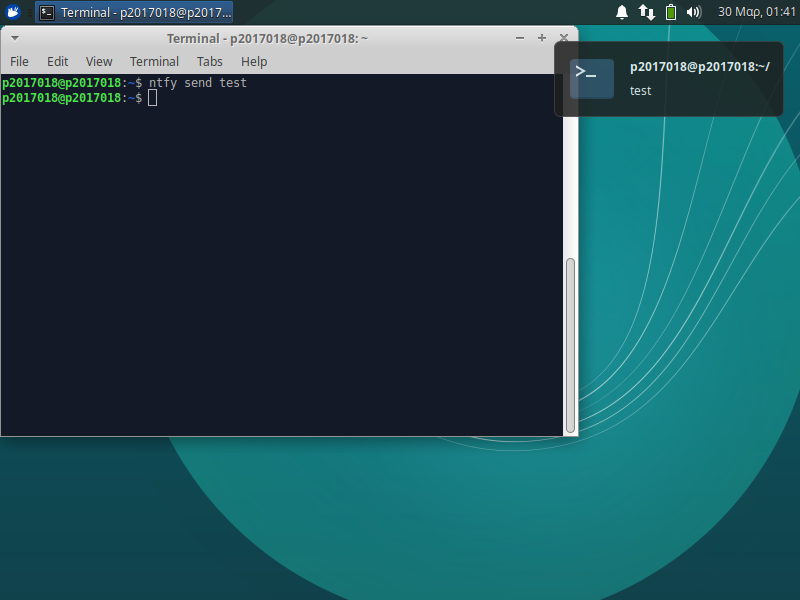 Terminal - p2017018@p2017...
30 Μαρ, 01:41
Terminal - p2017018@p2017018: ~
File Edit View Terminal Tabs Help
p2017018@p2017018:~$ ntfy send test
p2017018@p2017018:~$
p2017018@p2017018:~/
test